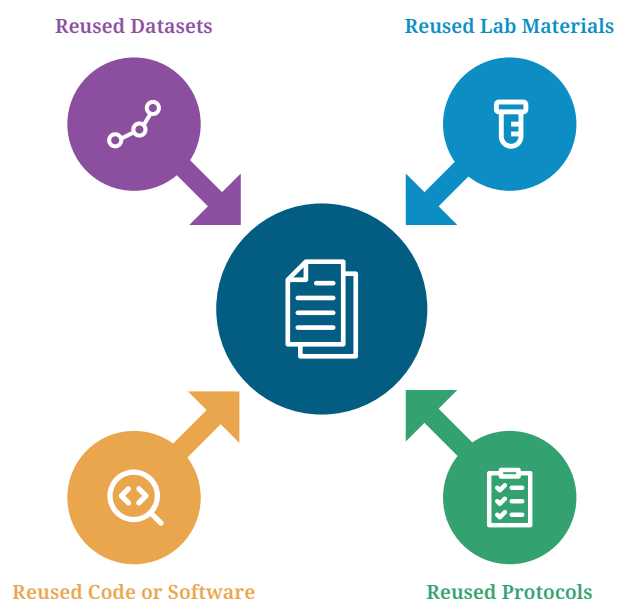 Reused Datasets
Reused Lab Materials
Reused Code or Software
Reused Protocols